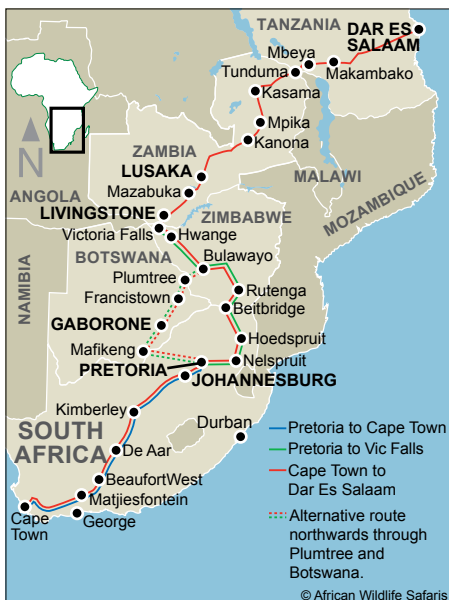 TANZANIA
DAR ES
SALAAM
Mbeya
Tunduma
Makambako
Kasama
N
Mpika
Kanona
ZAMBIA
LUSAKA
MALAWI
Mazabuka
ANGOLA
LIVINGSTONE
MOZAMBIQUE
ZIMBABWE
Victoria Falls
Hwange
BOTSWANA
Bulawayo
NAMIBIA
Plumtree
Francistown
Rutenga
Beitbridge
GABORONE
Hoedspruit
Mafikeng
Nelspruit
PRETORIA
JOHANNESBURG
Kimberley
Durban
SOUTH
AFRICA
De Aar
BeaufortWest
Matjiesfontein
Cape
Town
George
Pretoria to Cape Town
Pretoria to Vic Falls
Cape Town to
Dar Es Salaam
Alternative route
northwards through
Plumtree and
Botswana.
© African Wildlife Safaris